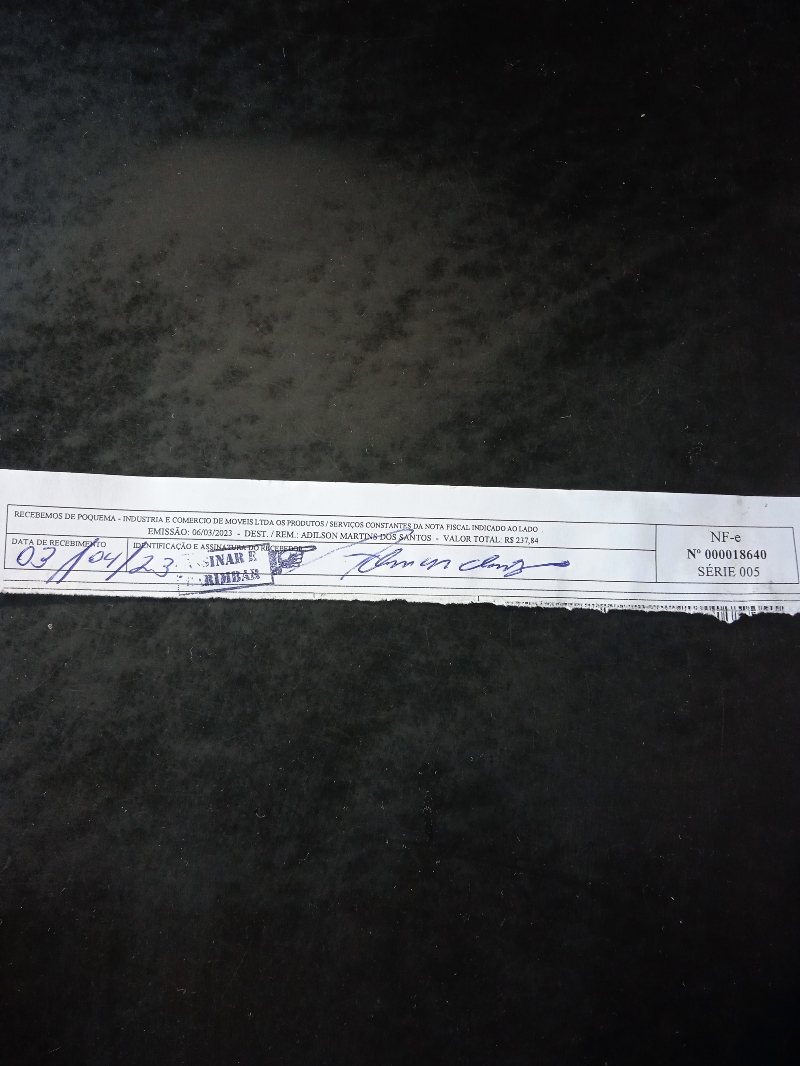 RECEBEMOS DE POQUEMA - INDUSTRIA E COMERCIO DE MOVEIS LTDA OS PRODUTOS / SERVIÇOS CONSTANTES DA NOTA FISCAL INDICADO AO LADO
EMISSÃO: 06/03/2023 - DEST. / REM.: ADILSON MARTINS DOS SANTOS - VALOR TOTAL: R$ 237,84
DATA DE RECEBIMENTO
03/04/23
IDENTIFICAÇÃO E ASSINATURA DO RECEBEDOR
SINAR E
RIMBAR
NF-e
Nº 000018640
SÉRIE 005